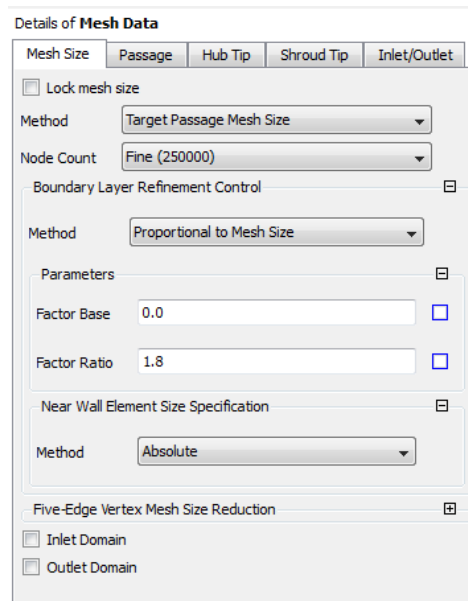 Details of Mesh Data
Mesh Size Passage Hub Tip Shroud Tip Inlet/Outlet
Lock mesh size
Method Target Passage Mesh Size
Node Count Fine (250000)
Boundary Layer Refinement Control
Method Proportional to Mesh Size
Parameters
Factor Base 0.0
Factor Ratio 1.8
Near Wall Element Size Specification
Method Absolute
Five-Edge Vertex Mesh Size Reduction
Inlet Domain
Outlet Domain